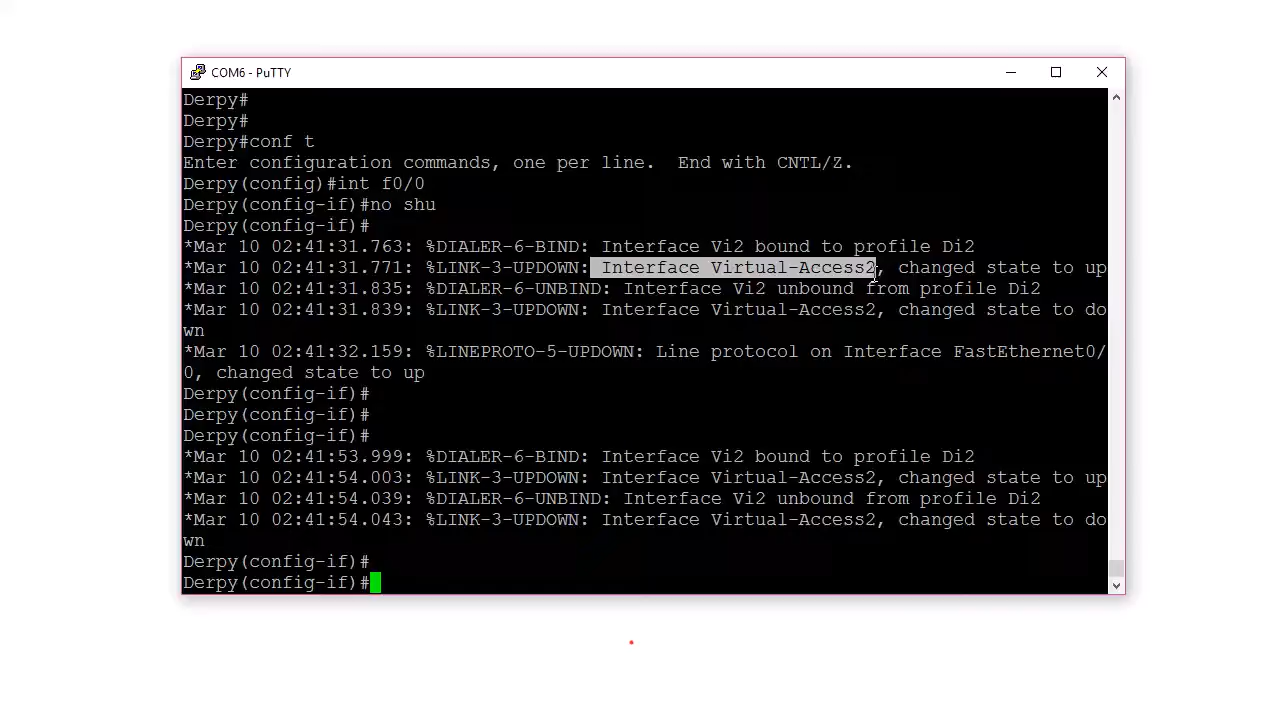 COM6 - PuTTY
Derpy#
Derpy#
Derpy#conf t
Enter configuration commands, one per line.  End with CNTL/Z.
Derpy(config)#int f0/0
Derpy(config-if)#no shu
Derpy(config-if)#
*Mar 10 02:41:31.763: %DIALER-6-BIND: Interface Vi2 bound to profile Di2
*Mar 10 02:41:31.771: %LINK-3-UPDOWN: Interface Virtual-Access2, changed state to up
*Mar 10 02:41:31.835: %DIALER-6-UNBIND: Interface Vi2 unbound from profile Di2
*Mar 10 02:41:31.839: %LINK-3-UPDOWN: Interface Virtual-Access2, changed state to do
wn
*Mar 10 02:41:32.159: %LINEPROTO-5-UPDOWN: Line protocol on Interface FastEthernet0/
0, changed state to up
Derpy(config-if)#
Derpy(config-if)#
Derpy(config-if)#
*Mar 10 02:41:53.999: %DIALER-6-BIND: Interface Vi2 bound to profile Di2
*Mar 10 02:41:54.003: %LINK-3-UPDOWN: Interface Virtual-Access2, changed state to up
*Mar 10 02:41:54.039: %DIALER-6-UNBIND: Interface Vi2 unbound from profile Di2
*Mar 10 02:41:54.043: %LINK-3-UPDOWN: Interface Virtual-Access2, changed state to do
wn
Derpy(config-if)#
Derpy(config-if)#